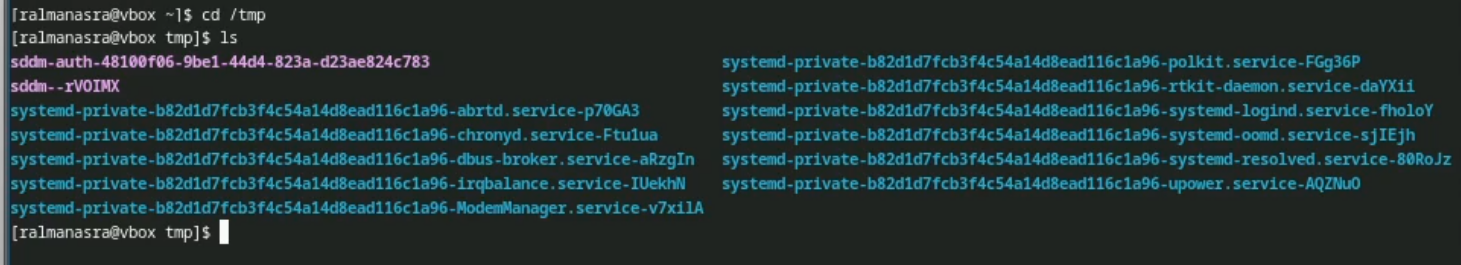 [ralmanasra@vbox ~]$ cd /tmp
[ralmanasra@vbox tmp]$ ls
sddm-auth-48100f06-9be1-44d4-823a-d23ae824c783 systemd-private-b82d1d7fcb3f4c54a14d8ead116c1a96-polkit.service-FGg36P
sddm--rVOIMX systemd-private-b82d1d7fcb3f4c54a14d8ead116c1a96-rtkit-daemon.service-daYXii
systemd-private-b82d1d7fcb3f4c54a14d8ead116c1a96-abrtd.service-p70GA3 systemd-private-b82d1d7fcb3f4c54a14d8ead116c1a96-systemd-logind.service-fholoY
systemd-private-b82d1d7fcb3f4c54a14d8ead116c1a96-chronyd.service-Ftu1ua systemd-private-b82d1d7fcb3f4c54a14d8ead116c1a96-systemd-oomd.service-sjIEjh
systemd-private-b82d1d7fcb3f4c54a14d8ead116c1a96-dbus-broker.service-aRzgIn systemd-private-b82d1d7fcb3f4c54a14d8ead116c1a96-systemd-resolved.service-80RoJz
systemd-private-b82d1d7fcb3f4c54a14d8ead116c1a96-irqbalance.service-IUekhN systemd-private-b82d1d7fcb3f4c54a14d8ead116c1a96-upower.service-AQZNuO
systemd-private-b82d1d7fcb3f4c54a14d8ead116c1a96-ModemManager.service-v7xilA
[ralmanasra@vbox tmp]$